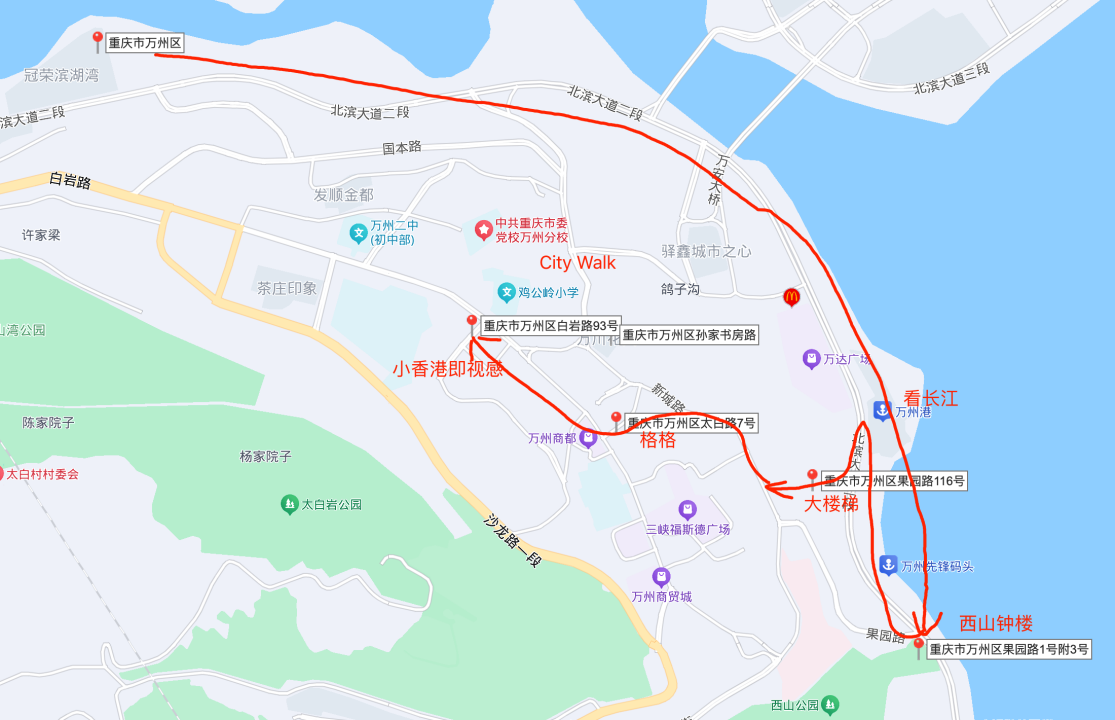 重庆市万州区
冠荣滨湖湾
滨大道二段
北滨大道二段
北滨大道二段
北滨大道三段
国本路
万安大桥
白岩路
发顺金都
许家梁
万州二中
(初中部)
中共重庆市委
党校万州分校
驿鑫城市之心
City Walk
茶庄印象
鸡公岭小学
鸽子沟
重庆市万州区白岩路93号
重庆市万州区孙家书房路
山湾公园
万达广场
小香港即视感
新城路
看长江
万州港
陈家院子
重庆市万州区太白路7号
万州商都
格格
杨家院子
太白村村委会
重庆市万州区果园路116号
大楼梯
太白岩公园
沙龙路一段
三峡福斯德广场
万州先锋码头
万州商贸城
西山钟楼
果园路
重庆市万州区果园路1号附3号
西山公园